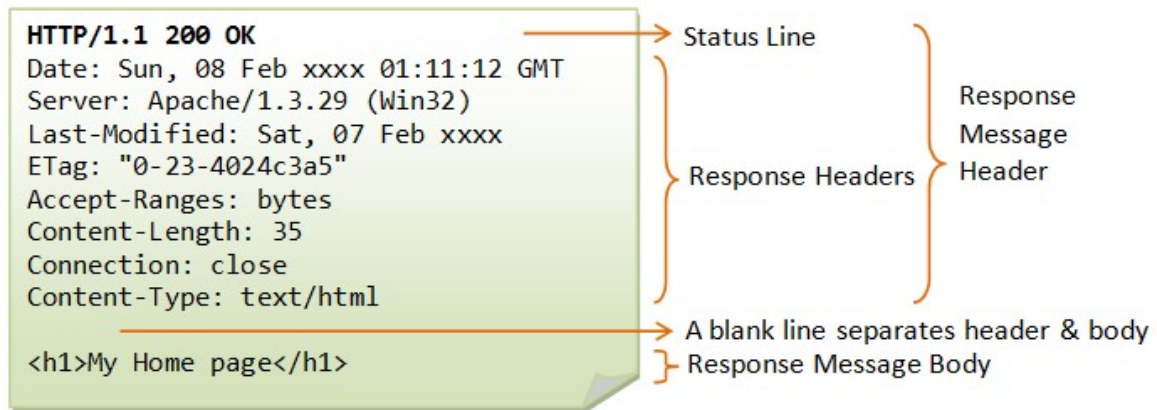 HTTP/1.1 200 OK
Date: Sun, 08 Feb xxxx 01:11:12 GMT
Server: Apache/1.3.29 (Win32)
Last-Modified: Sat, 07 Feb xxxx
ETag: "0-23-4024c3a5"
Accept-Ranges: bytes
Content-Length: 35
Connection: close
Content-Type: text/html
<h1>My Home page</h1>
Status Line
Response Headers
Response
Message
Header
A blank line separates header & body
Response Message Body